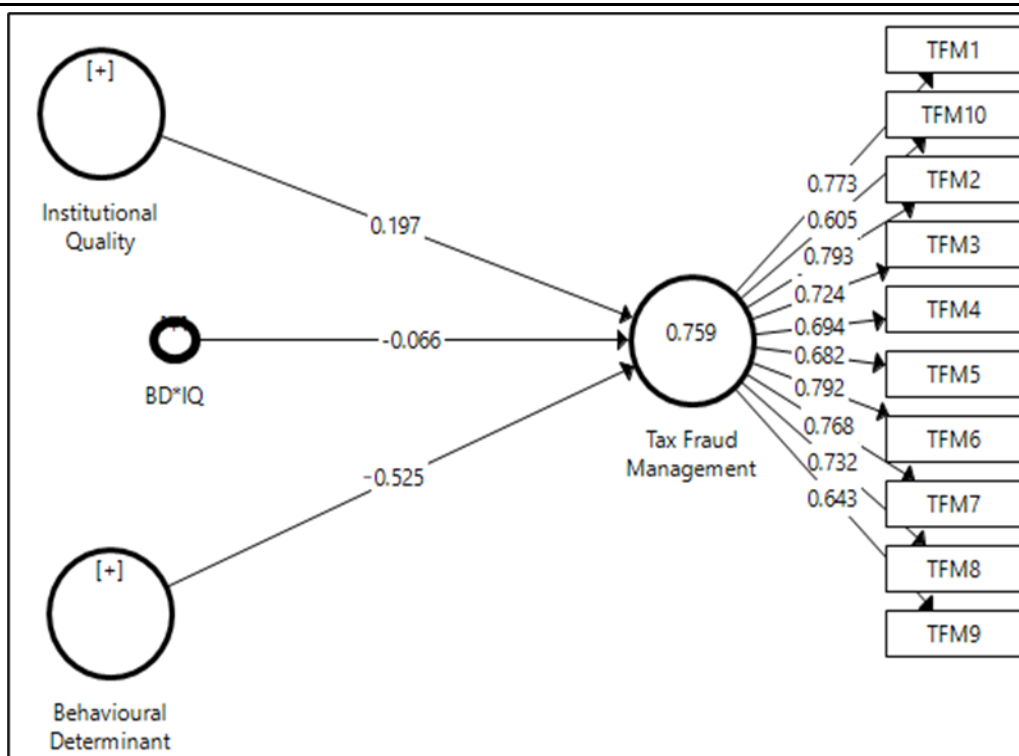 [+]
Institutional
Quality
0.197
BD*IQ
-0.066
[+]
Behavioural
Determinant
-0.525
0.759
Tax Fraud
Management
0.773
0.605
0.793
0.724
0.694
0.682
0.792
0.768
0.732
0.643
TFM1
TFM10
TFM2
TFM3
TFM4
TFM5
TFM6
TFM7
TFM8
TFM9